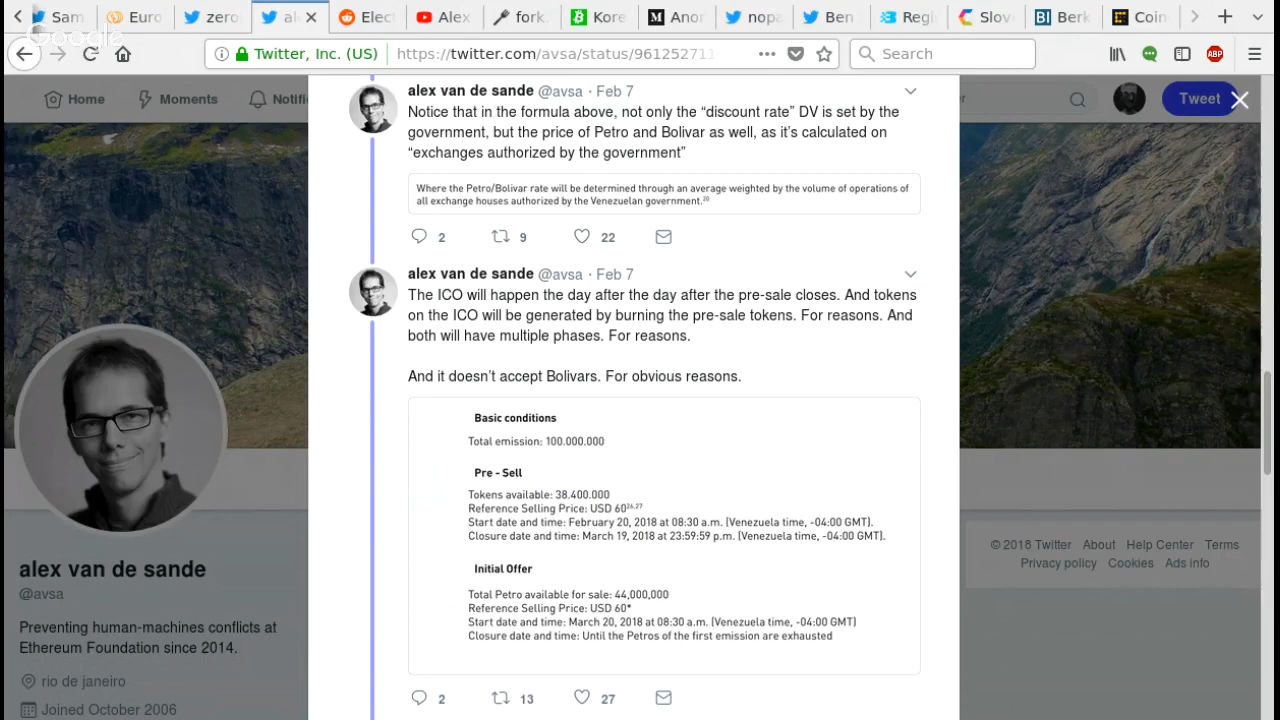 Sam
Euro
zero
al
Elect
Alex
fork.
Kore
Anor
nopa
Ben
Regi
Slov
Berk
Coin
Google
Twitter, Inc. (US)
https://twitter.com/avsa/status/961252711
Search
ABP
Home
Moments
Notifi
er
Tweet
alex van de sande @avsa · Feb 7
Notice that in the formula above, not only the “discount rate” DV is set by the
government, but the price of Petro and Bolivar as well, as it’s calculated on
“exchanges authorized by the government”
Where the Petro/Bolivar rate will be determined through an average weighted by the volume of operations of
all exchange houses authorized by the Venezuelan government.20
2 9 22
alex van de sande @avsa · Feb 7
The ICO will happen the day after the day after the pre-sale closes. And tokens
on the ICO will be generated by burning the pre-sale tokens. For reasons. And
both will have multiple phases. For reasons.
And it doesn’t accept Bolivars. For obvious reasons.
Basic conditions
Total emission: 100.000.000
Pre - Sell
Tokens available: 38.400.000
Reference Selling Price: USD 6026,27
Start date and time: February 20, 2018 at 08:30 a.m. (Venezuela time, -04:00 GMT).
Closure date and time: March 19, 2018 at 23:59:59 p.m. (Venezuela time, -04:00 GMT).
Initial Offer
Total Petro available for sale: 44,000,000
Reference Selling Price: USD 60*
Start date and time: March 20, 2018 at 08:30 a.m. (Venezuela time, -04:00 GMT)
Closure date and time: Until the Petros of the first emission are exhausted
2 13 27
alex van de sande
@avsa
Preventing human-machines conflicts at
Ethereum Foundation since 2014.
rio de janeiro
Joined October 2006
© 2018 Twitter About Help Center Terms
Privacy policy Cookies Ads info